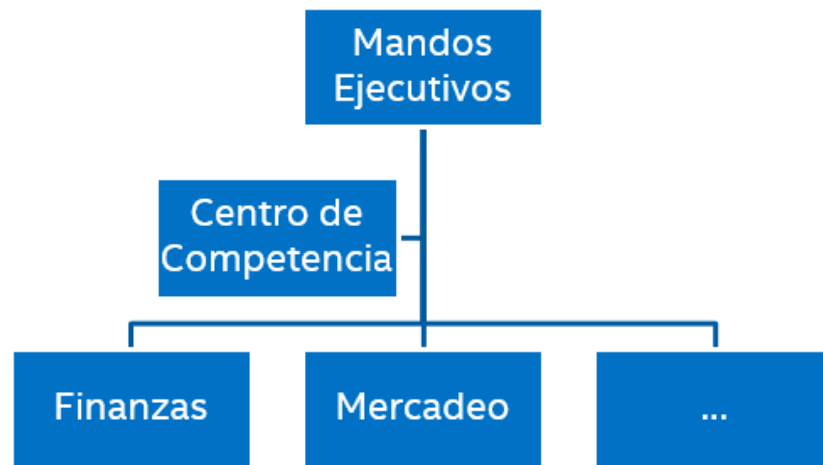 Mandos
Ejecutivos
Centro de
Competencia
Finanzas
Mercadeo
...